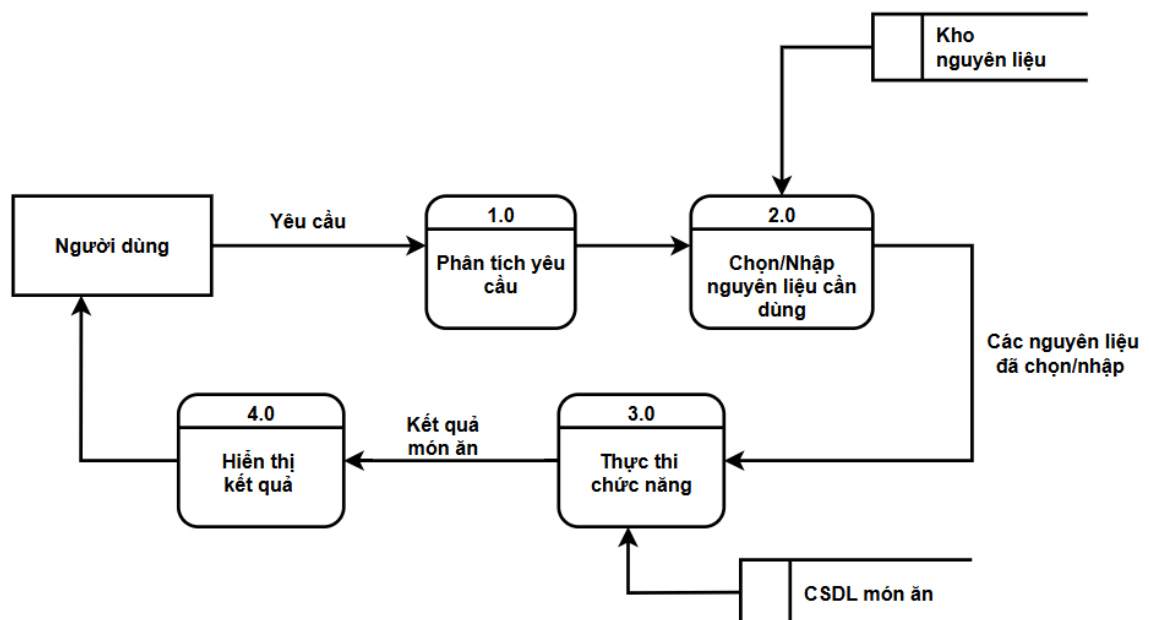 Kho
nguyên liệu
Người dùng
Yêu cầu
1.0
Phân tích yêu
cầu
2.0
Chọn/Nhập
nguyên liệu cần
dùng
Các nguyên liệu
đã chọn/nhập
4.0
Hiển thị
kết quả
Kết quả
món ăn
3.0
Thực thi
chức năng
CSDL món ăn